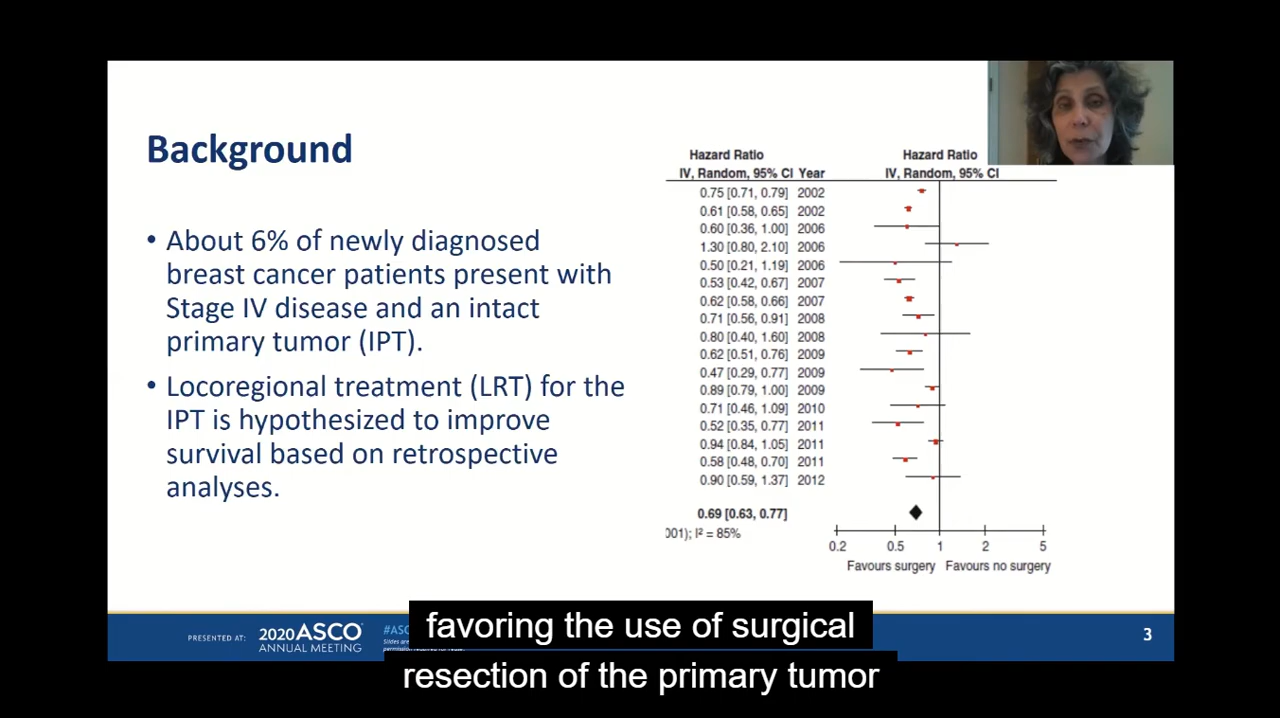 Background
• About 6% of newly diagnosed
breast cancer patients present with
Stage IV disease and an intact
primary tumor (IPT).
• Locoregional treatment (LRT) for the
IPT is hypothesized to improve
survival based on retrospective
analyses.
Hazard Ratio
IV, Random, 95% CI Year
0.75 [0.71, 0.79] 2002
0.61 [0.58, 0.65] 2002
0.60 [0.36, 1.00] 2006
1.30 [0.80, 2.10] 2006
0.50 [0.21, 1.19] 2006
0.53 [0.42, 0.67] 2007
0.62 [0.58, 0.66] 2007
0.71 [0.56, 0.91] 2008
0.80 [0.40, 1.60] 2008
0.62 [0.51, 0.76] 2009
0.47 [0.29, 0.77] 2009
0.89 [0.79, 1.00] 2009
0.71 [0.46, 1.09] 2010
0.52 [0.35, 0.77] 2011
0.94 [0.84, 1.05] 2011
0.58 [0.48, 0.70] 2011
0.90 [0.59, 1.37] 2012
0.69 [0.63, 0.77]
001); I² = 85%
Hazard Ratio
IV, Random, 95% CI
0.2 0.5 1 2 5
Favours surgery Favours no surgery
PRESENTED AT:
2020 ASCO
ANNUAL MEETING
#ASC
Slides are
3
favoring the use of surgical
resection of the primary tumor